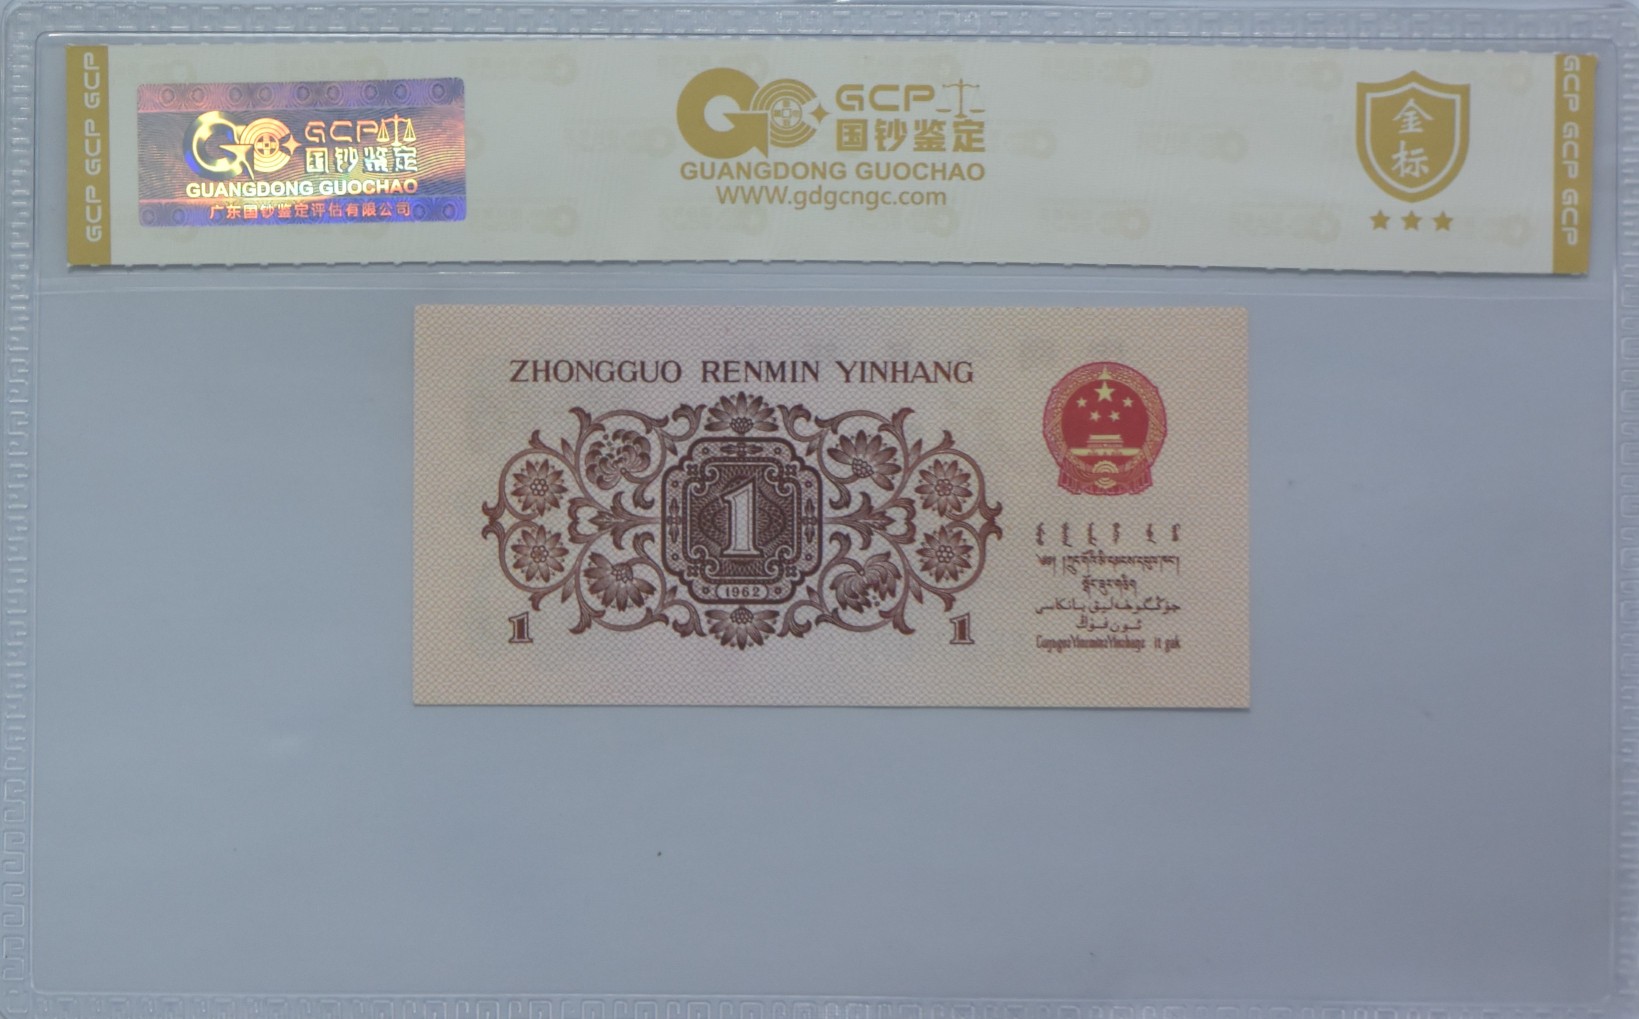 GCP GCP GCP
GCP
国钞鉴定
GUANGDONG GUOCHAO
广东国钞鉴定评估有限公司
GCP
国钞鉴定
GUANGDONG GUOCHAO
WWW.gdgcngc.com
金
标
GCP GCP GCP
ZHONGGUO RENMIN YINHANG
1
1962
1
1
جۇڭگوخەلىق بانكاسى